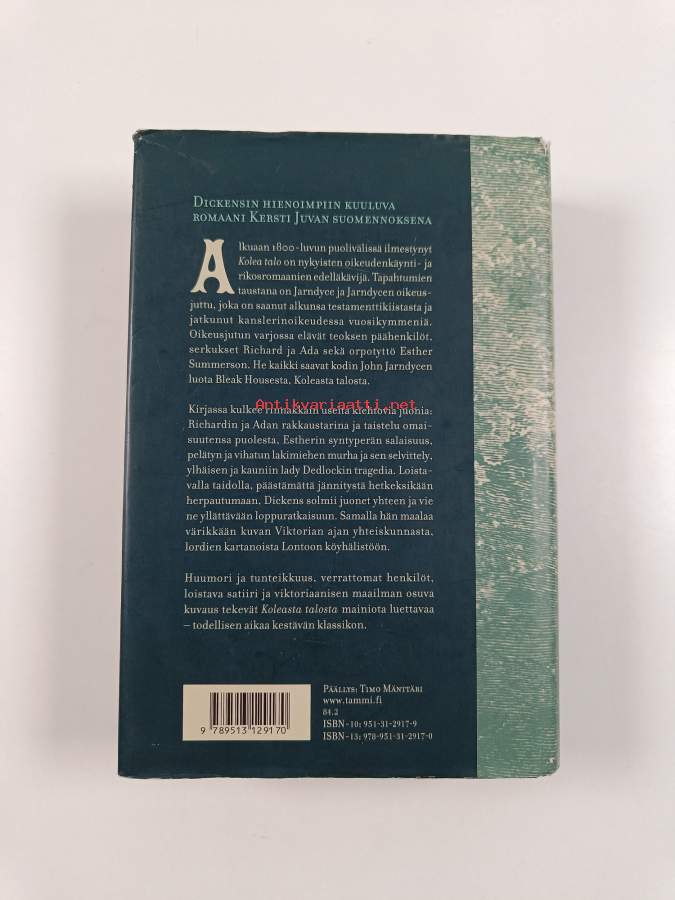 DICKENSIN HIENOIMPIIN KUULUVA
ROMAANI KERSTI JUVAN SUOMENNOKSENA
Alkuaan 1800-luvun puolivälissä ilmestynyt
Kolea talo on nykyisten oikeudenkäynti- ja
rikosromaanien edelläkävijä. Tapahtumien
taustana on Jarndyce ja Jarndycen oikeus-
juttu, joka on saanut alkunsa testamenttikiistasta ja
jatkunut kanslerinoikeudessa vuosikymmeniä.
Oikeusjutun varjossa elävät teoksen päähenkilöt,
serkukset Richard ja Ada sekä orpotyttö Esther
Summerson. He kaikki saavat kodin John Jarndycen
luota Bleak Housesta, Koleasta talosta.
Antikvariaatti.net
Kirjassa kulkee rinnakkain useita kiehtovia juonia:
Richardin ja Adan rakkaustarina ja taistelu omai-
suutensa puolesta, Estherin syntyperän salaisuus,
pelätyn ja vihatun lakimiehen murha ja sen selvittely,
ylhäisen ja kauniin lady Dedlockin tragedia. Loista-
valla taidolla, päästämättä jännitystä hetkeksikään
herpautumaan, Dickens solmii juonet yhteen ja vie
ne yllättävään loppuratkaisuun. Samalla hän maalaa
värikkään kuvan Viktorian ajan yhteiskunnasta,
lordien kartanoista Lontoon köyhälistöön.
Huumori ja tunteikkuus, verrattomat henkilöt,
loistava satiiri ja viktoriaanisen maailman osuva
kuvaus tekevät Koleasta talosta mainiota luettavaa
– todellisen aikaa kestävän klassikon.
PÄÄLLYS: TIMO MÄNTTÄRI
www.tammi.fi
84.2
ISBN-10: 951-31-2917-9
ISBN-13: 978-951-31-2917-0
9 789513 129170